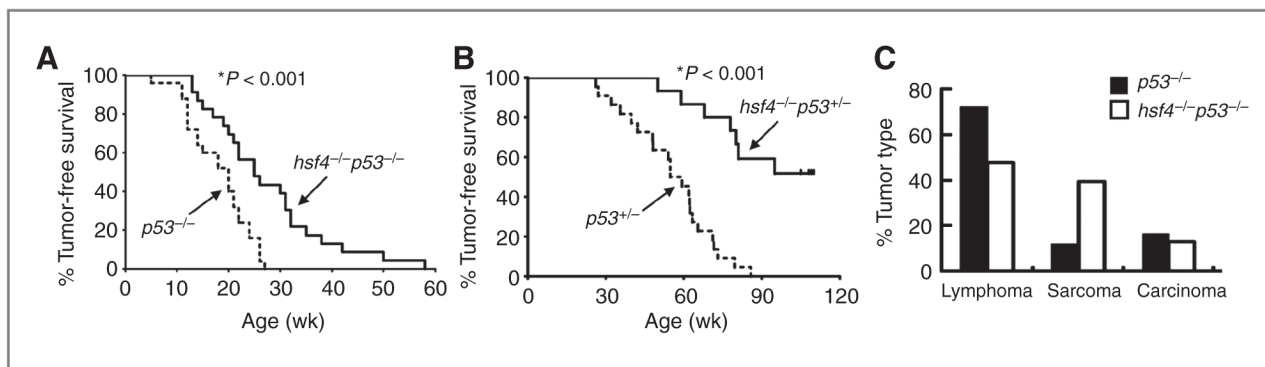 A
% Tumor-free survival
100
80
60
40
20
0
*P < 0.001
hsf4–/–p53–/–
p53–/–
0 10 20 30 40 50 60
Age (wk)
B
% Tumor-free survival
100
80
60
40
20
0
*P < 0.001
hsf4–/–p53+/–
p53+/–
0 30 60 90 120
Age (wk)
C
p53–/–
hsf4–/–p53–/–
% Tumor type
80
60
40
20
0
Lymphoma Sarcoma Carcinoma